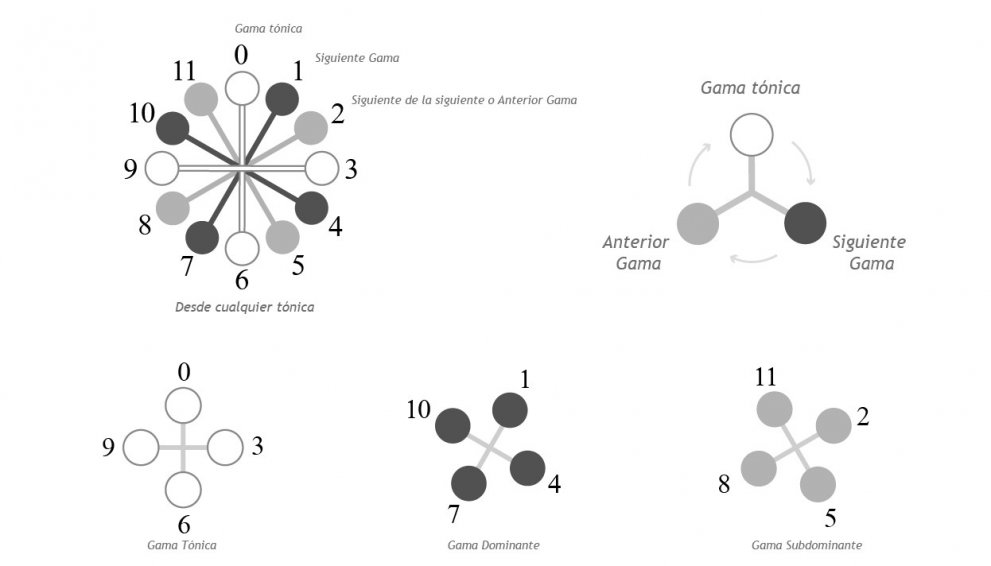 Gama tónica
0
Siguiente Gama
11
1
Siguiente de la siguiente o Anterior Gama
10
2
9
3
8
4
7
5
6
Desde cualquier tónica
Gama tónica
Anterior
Gama
Siguiente
Gama
0
9
3
6
Gama Tónica
1
10
4
7
Gama Dominante
11
2
8
5
Gama Subdominante